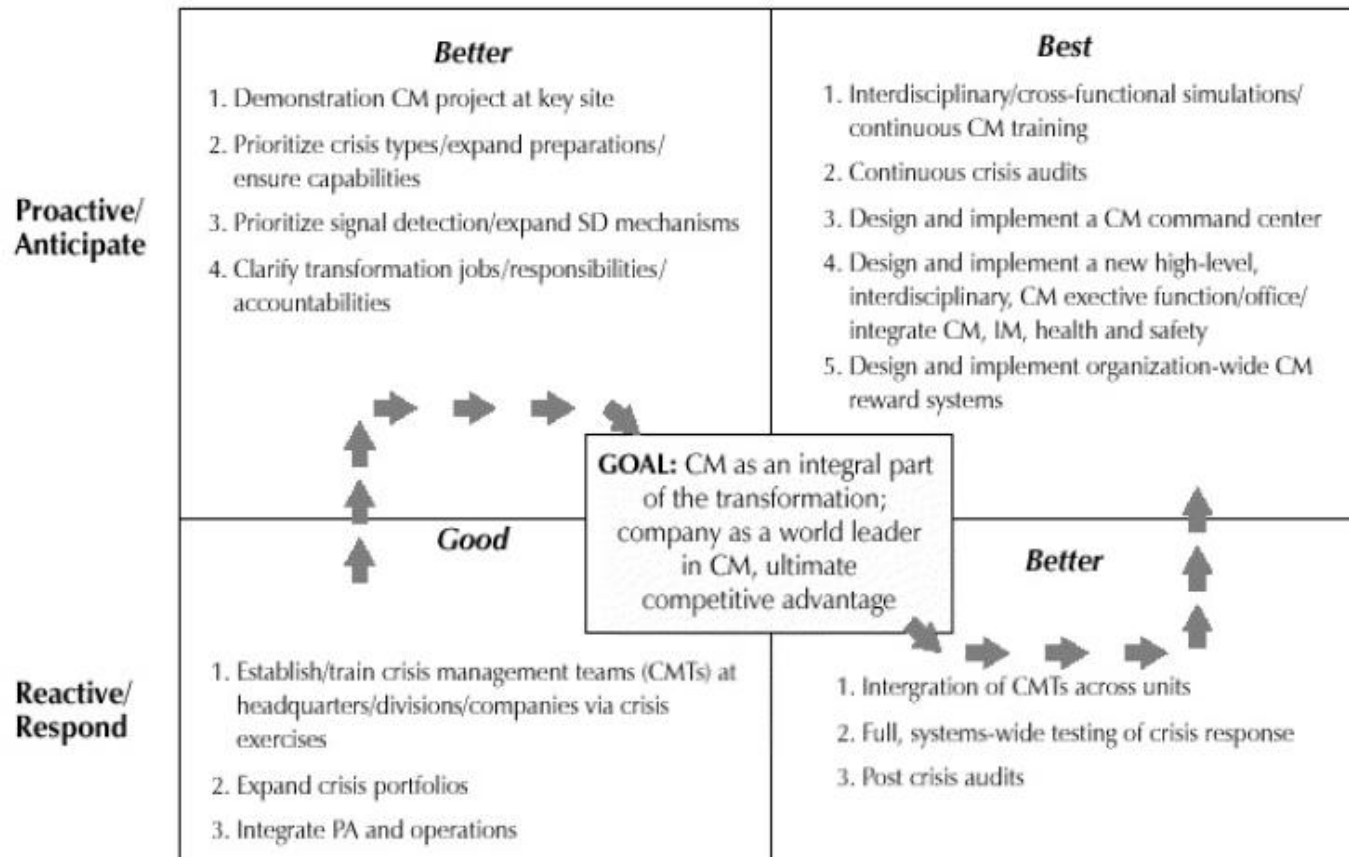 Better
1. Demonstration CM project at key site
2. Prioritize crisis types/expand preparations/
ensure capabilities
3. Prioritize signal detection/expand SD mechanisms
4. Clarify transformation jobs/responsibilities/
accountabilities
Best
1. Interdisciplinary/cross-functional simulations/
continuous CM training
2. Continuous crisis audits
3. Design and implement a CM command center
4. Design and implement a new high-level,
interdisciplinary, CM exective function/office/
integrate CM, IM, health and safety
5. Design and implement organization-wide CM
reward systems
Proactive/
Anticipate
GOAL: CM as an integral part
of the transformation;
company as a world leader
in CM, ultimate
competitive advantage
Good
1. Establish/train crisis management teams (CMTs) at
headquarters/divisions/companies via crisis
exercises
2. Expand crisis portfolios
3. Integrate PA and operations
Better
1. Intergration of CMTs across units
2. Full, systems-wide testing of crisis response
3. Post crisis audits
Reactive/
Respond